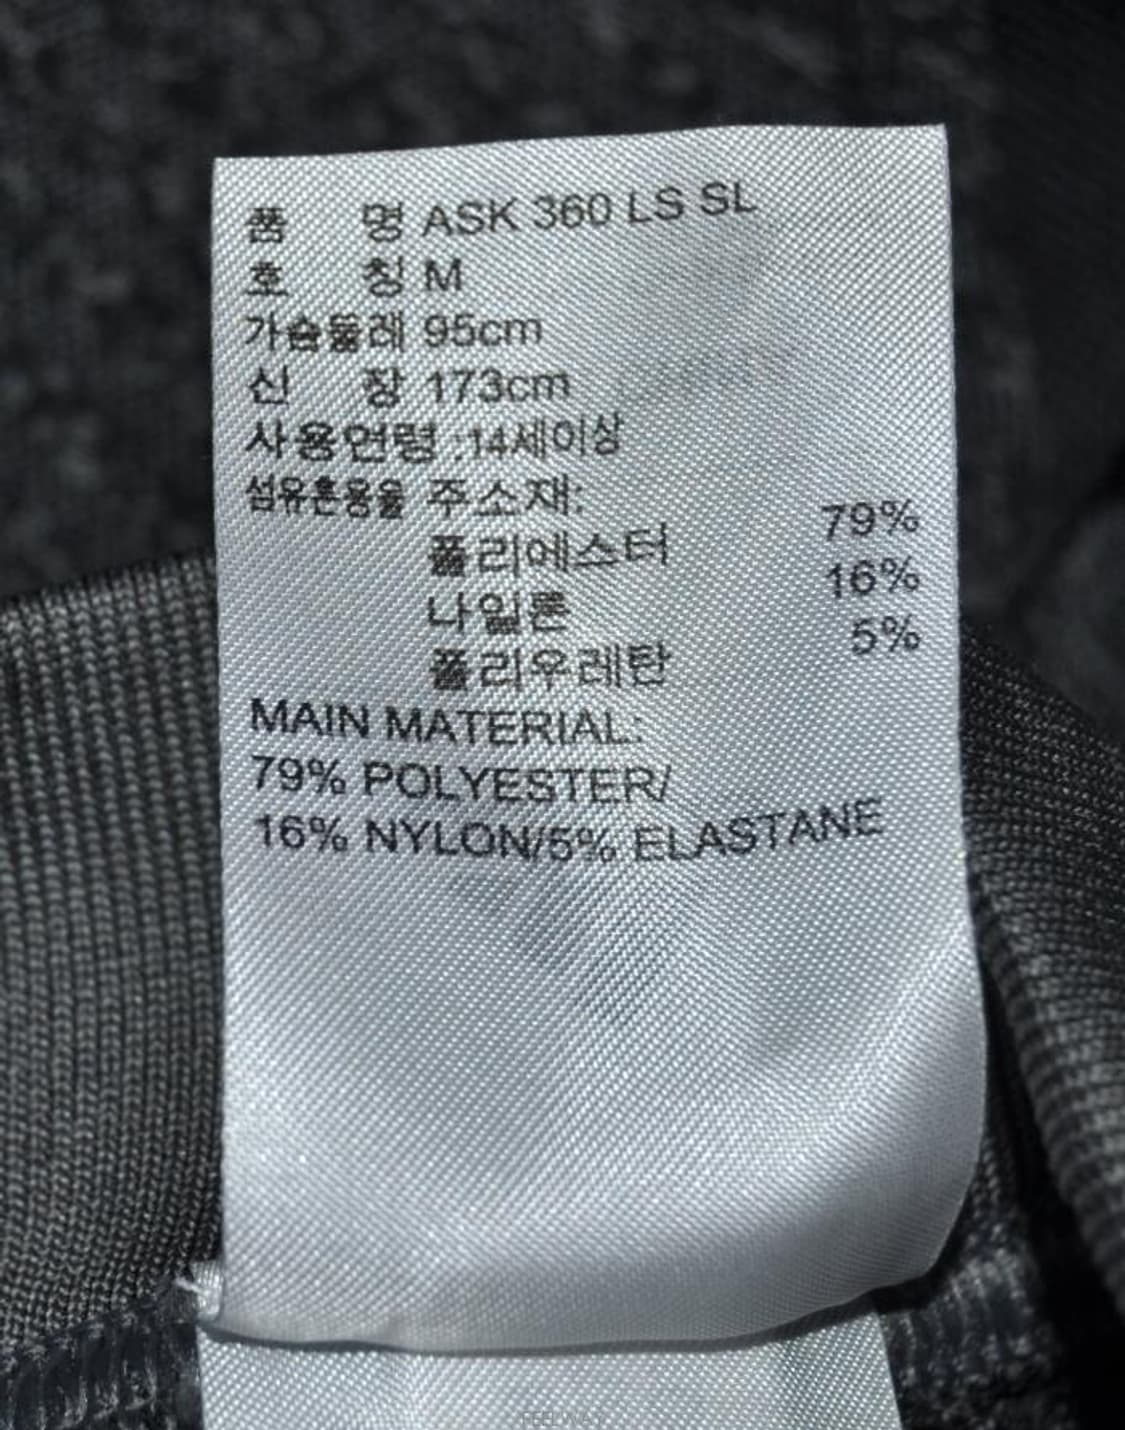 품 명 ASK 360 LS SL
호 칭 M
가슴둘레 95cm
신 장 173cm
사용연령 :14세이상
섬유혼용율 주소재:
폴리에스터 79%
나일론 16%
폴리우레탄 5%
MAIN MATERIAL:
79% POLYESTER/
16% NYLON/5% ELASTANE
FEELWAY